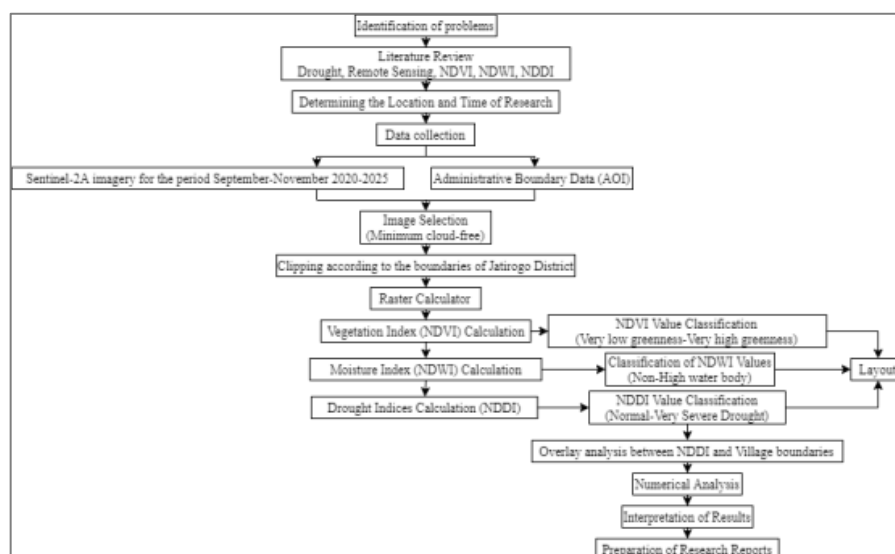 Identification of problems
Literature Review
Drought, Remote Sensing, NDVI, NDWI, NDDI
Determining the Location and Time of Research
Data collection
Sentinel-2A imagery for the period September-November 2020-2025
Administrative Boundary Data (AOI)
Image Selection
(Minimum cloud-free)
Clipping according to the boundaries of Jatirogo District
Raster Calculator
Vegetation Index (NDVI) Calculation
NDVI Value Classification
(Very low greenness-Very high greenness)
Moisture Index (NDWI) Calculation
Classification of NDWI Values
(Non-High water body)
Layout
Drought Indices Calculation (NDDI)
NDDI Value Classification
(Normal-Very Severe Drought)
Overlay analysis between NDDI and Village boundaries
Numerical Analysis
Interpretation of Results
Preparation of Research Reports